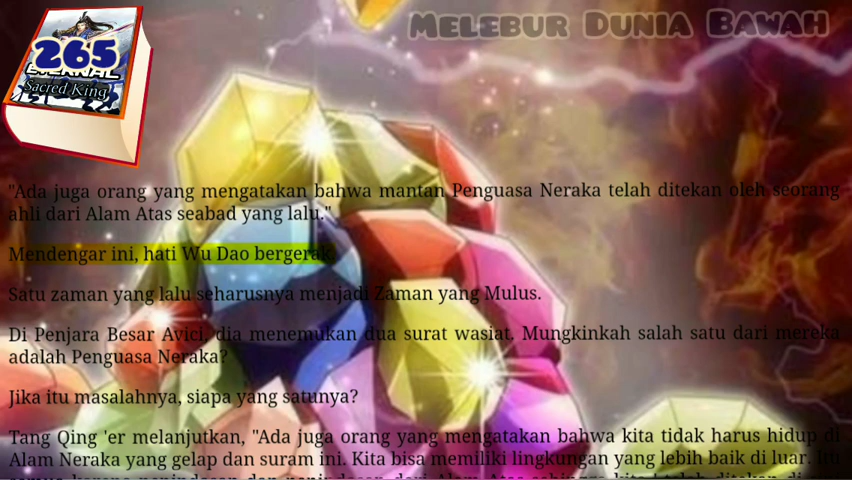 Melebur Dunia Bawah
265
ETERNAL
Sacred King
"Ada juga orang yang mengatakan bahwa mantan Penguasa Neraka telah ditekan oleh seorang
ahli dari Alam Atas seabad yang lalu."
Mendengar ini, hati Wu Dao bergerak.
Satu zaman yang lalu seharusnya menjadi Zaman yang Mulus.
Di Penjara Besar Avici, dia menemukan dua surat wasiat. Mungkinkah salah satu dari mereka
adalah Penguasa Neraka?
Jika itu masalahnya, siapa yang satunya?
Tang Qing 'er melanjutkan, "Ada juga orang yang mengatakan bahwa kita tidak harus hidup di
Alam Neraka yang gelap dan suram ini. Kita bisa memiliki lingkungan yang lebih baik di luar. Itu